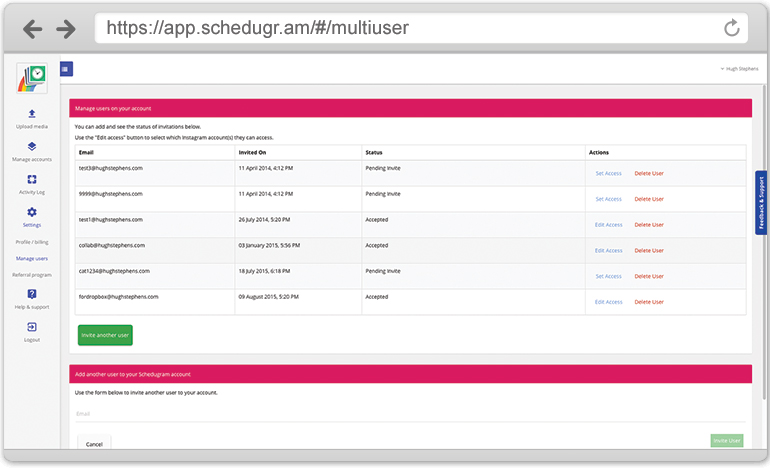 https://app.schedugr.am/#/multiuser
Hugh Stephens
Upload media
Manage accounts
Activity Log
Settings
Profile / billing
Manage users
Referral program
Help & support
Logout
Manage users on your account
You can add and see the status of invitations below.
Use the "Edit access" button to select which Instagram account(s) they can access.
Email Invited On Status Actions
test3@hughstephens.com 11 April 2014, 4:12 PM Pending Invite Set Access Delete User
9999@hughstephens.com 11 April 2014, 4:12 PM Pending Invite Set Access Delete User
test1@hughstephens.com 26 July 2014, 5:20 PM Accepted Edit Access Delete User
collab@hughstephens.com 03 January 2015, 5:56 PM Accepted Edit Access Delete User
cat1234@hughstephens.com 18 July 2015, 6:18 PM Pending Invite Set Access Delete User
fordropbox@hughstephens.com 09 August 2015, 5:20 PM Accepted Edit Access Delete User
Invite another user
Feedback & Support
Add another user to your Schedugram account
Use the form below to invite another user to your account.
Email
Cancel
Invite User